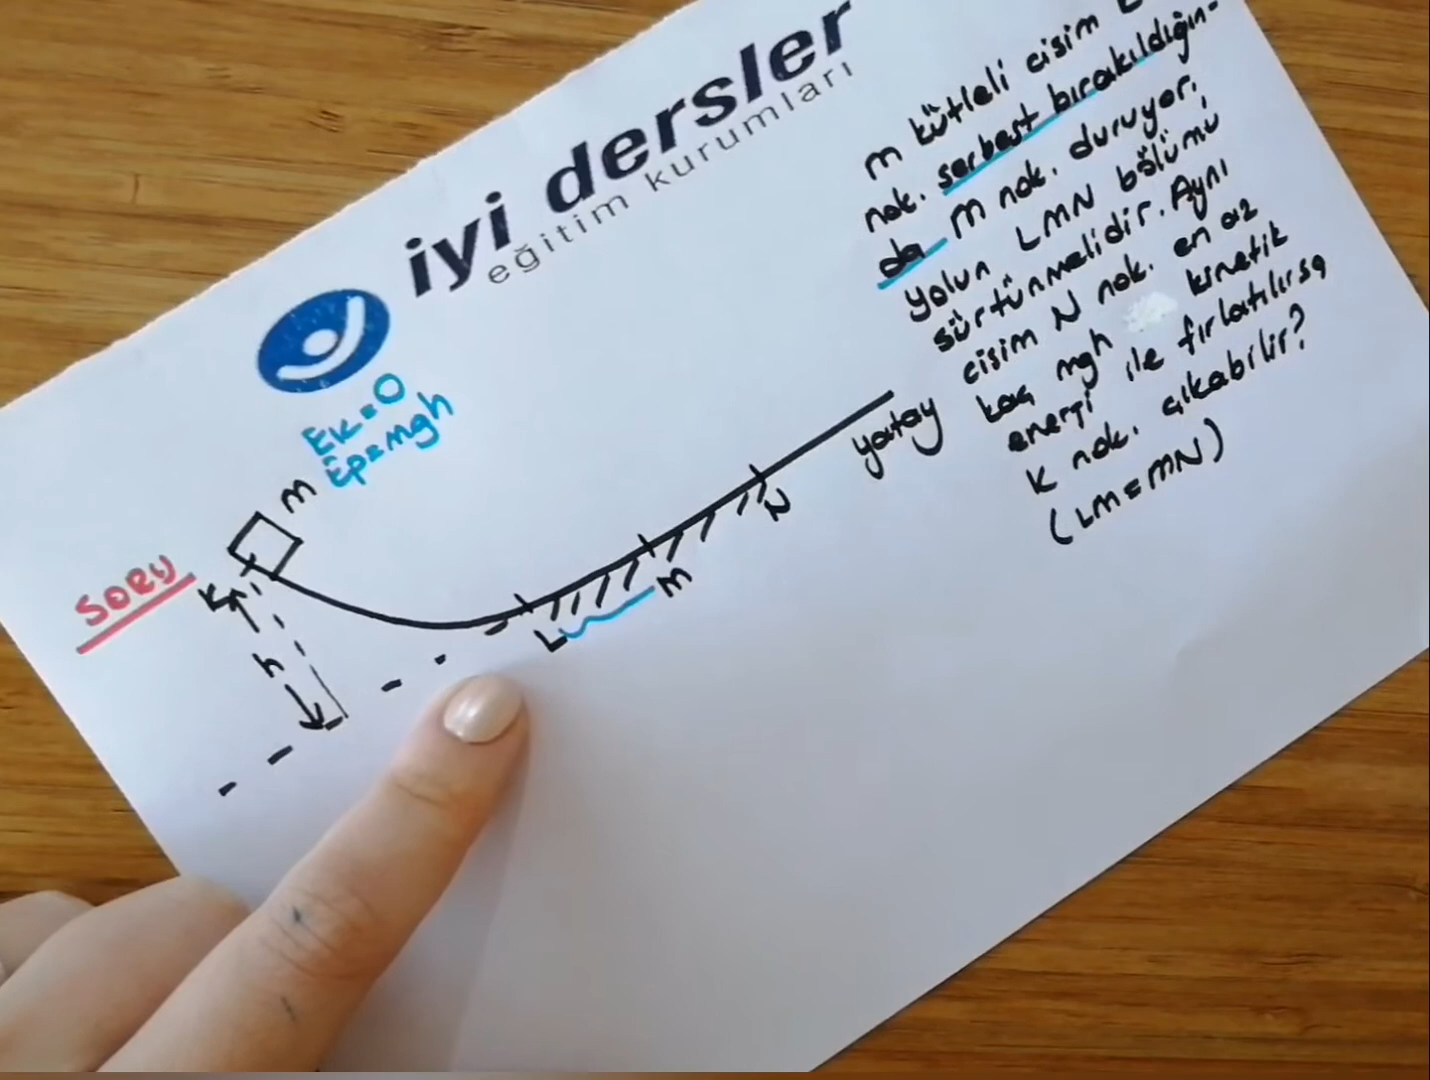 iyi dersler
eğitim kurumları
m kütleli cisim
nok. serbest bırakıldığın-
da m nok. duruyor.
yolun LMN bölümü
sürtünmelidir. Aynı
cisim N nok. en az
kaç mgh kinetik
enerji ile fırlatılırsa
K nok. çıkabilir?
(LM=MN)
Ek=0
Ep=mgh
m
SORU
K
h
L
M
N
yatay